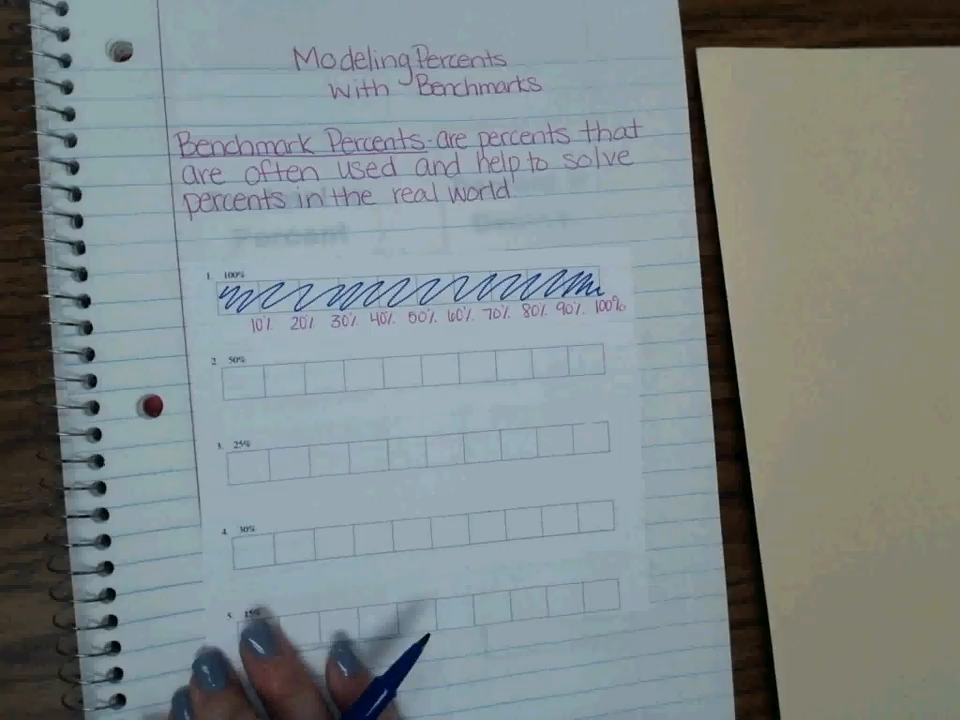 Modeling Percents
with Benchmarks
Benchmark Percents- are percents that
are often used and help to solve
percents in the real world
1. 100%
10% 20% 30% 40% 50% 60% 70% 80% 90% 100%
2. 50%
3. 25%
4. 30%
5. 15%